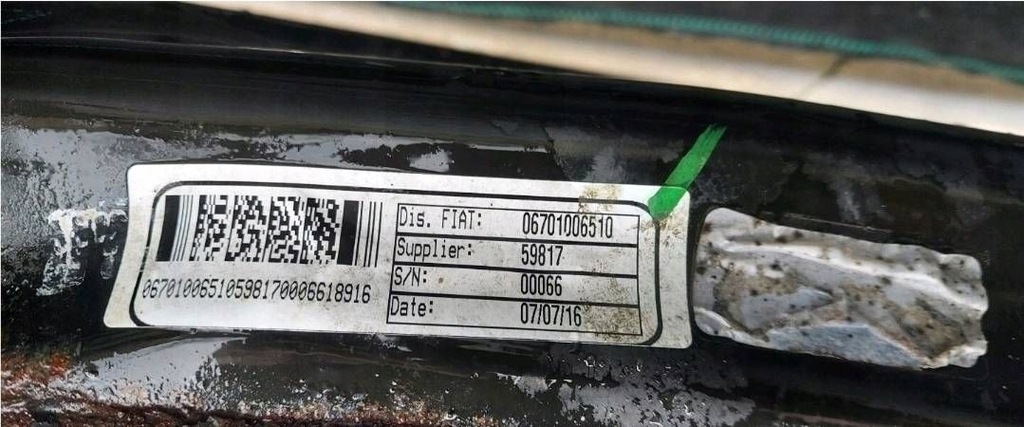 Dis. FIAT: 06701006510
Supplier: 59817
S/N: 00066
Date: 07/07/16
06701006510598170006618916